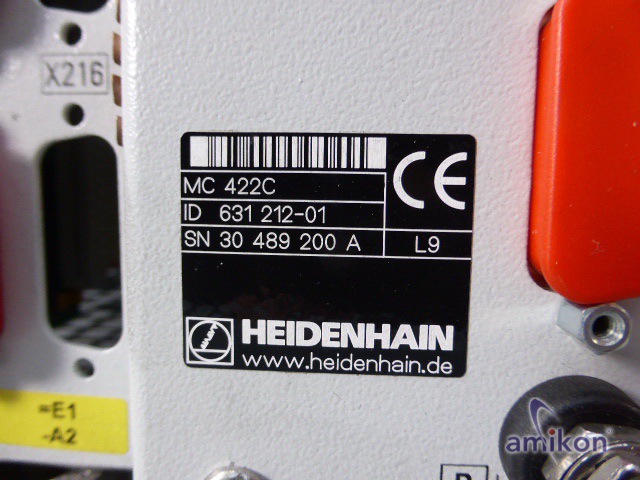 X216
MC 422C
ID 631 212-01
SN 30 489 200 A
L9
CE
HEIDENHAIN
www.heidenhain.de
=E1
-A2
amikon